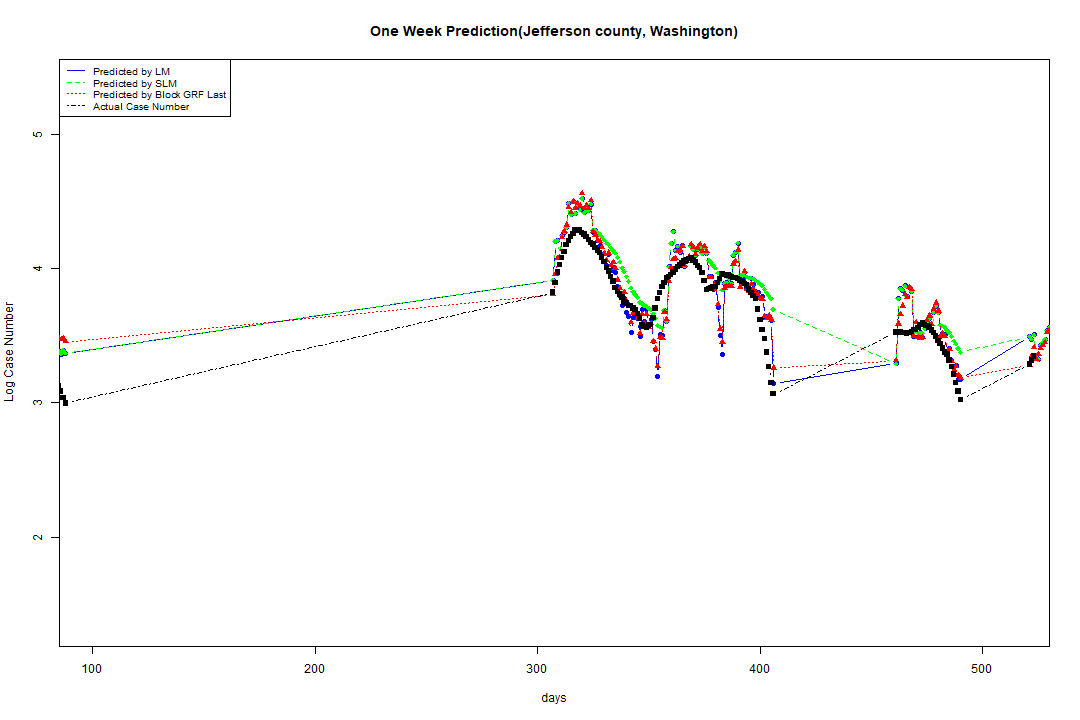 One Week Prediction(Jefferson county, Washington)
Predicted by LM
Predicted by SLM
Predicted by Block GRF Last
Actual Case Number
5
4
3
2
Log Case Number
100 200 300 400 500
days